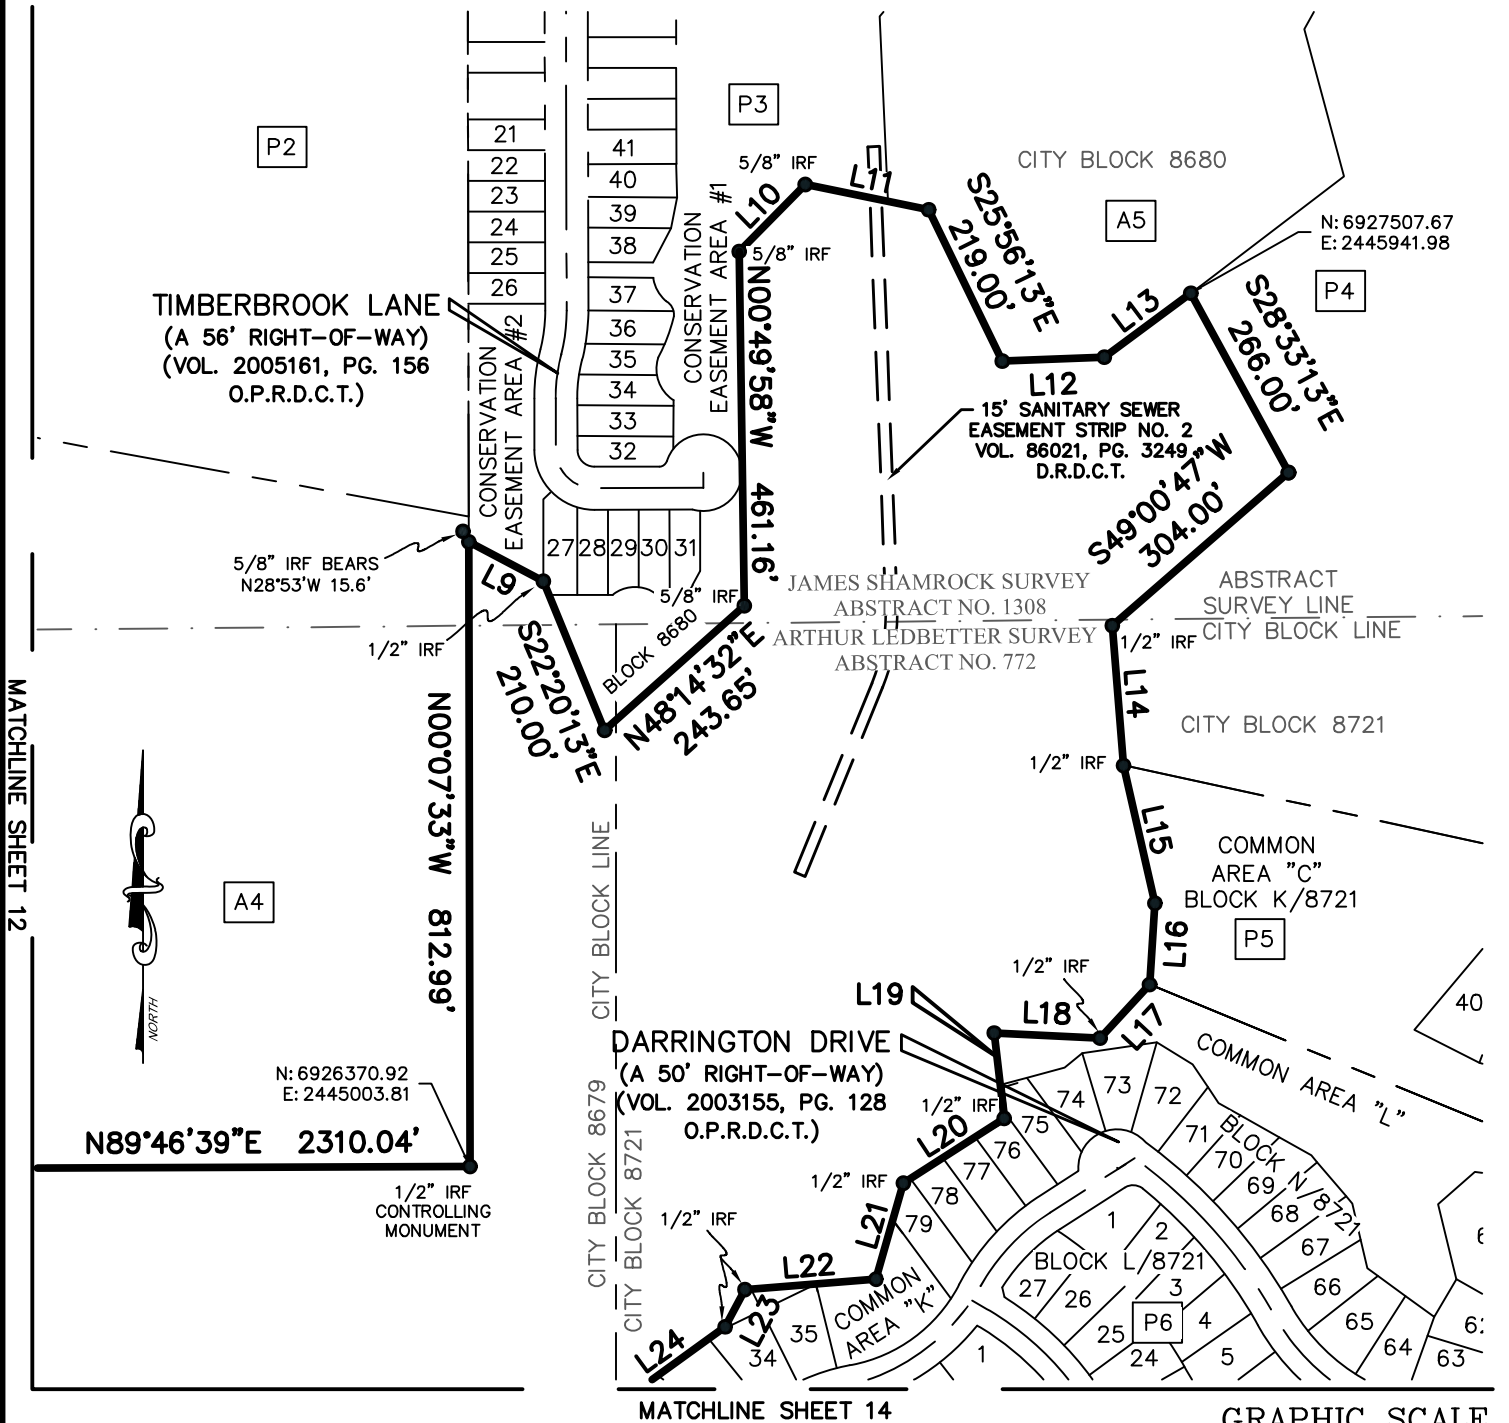 P2
P3
21
22
23
24
25
26
41
40
39
38
37
36
35
34
33
32
27
28
29
30
31
5/8" IRF
L10
L11
5/8" IRF
CONSERVATION
EASEMENT AREA #1
CITY BLOCK 8680
A5
N: 6927507.67
E: 2445941.98
P4
S25°56'13"E
219.00'
L12
L13
S28°33'13"E
266.00'
TIMBERBROOK LANE
(A 56' RIGHT-OF-WAY)
(VOL. 2005161, PG. 156
O.P.R.D.C.T.)
CONSERVATION
EASEMENT AREA #2
N00°49'58"W 461.16'
15' SANITARY SEWER
EASEMENT STRIP NO. 2
VOL. 86021, PG. 3249
D.R.D.C.T.
S49°00'47"W
304.00'
5/8" IRF BEARS
N28°53'W 15.6'
L9
1/2" IRF
5/8" IRF
BLOCK 8680
S22°20'13"E
210.00'
N48°14'32"E
243.65'
JAMES SHAMROCK SURVEY
ABSTRACT NO. 1308
ARTHUR LEDBETTER SURVEY
ABSTRACT NO. 772
ABSTRACT
SURVEY LINE
CITY BLOCK LINE
1/2" IRF
L14
CITY BLOCK 8721
1/2" IRF
L15
MATCHLINE SHEET 12
N00°07'33"W 812.99'
A4
NORTH
CITY BLOCK LINE
COMMON
AREA "C"
BLOCK K/8721
P5
L16
1/2" IRF
L17
L18
L19
40
COMMON AREA "L"
DARRINGTON DRIVE
(A 50' RIGHT-OF-WAY)
(VOL. 2003155, PG. 128
O.P.R.D.C.T.)
N: 6926370.92
E: 2445003.81
N89°46'39"E 2310.04'
1/2" IRF
CONTROLLING
MONUMENT
CITY BLOCK 8679
CITY BLOCK 8721
1/2" IRF
L20
1/2" IRF
L21
1/2" IRF
L22
L23
L24
79
78
77
76
75
74
73
72
71
70
69
68
67
66
65
64
63
BLOCK N/8721
COMMON
AREA "K"
34
35
1
1
2
3
4
5
BLOCK L/8721
27
26
25
24
P6
MATCHLINE SHEET 14
GRAPHIC SCALE